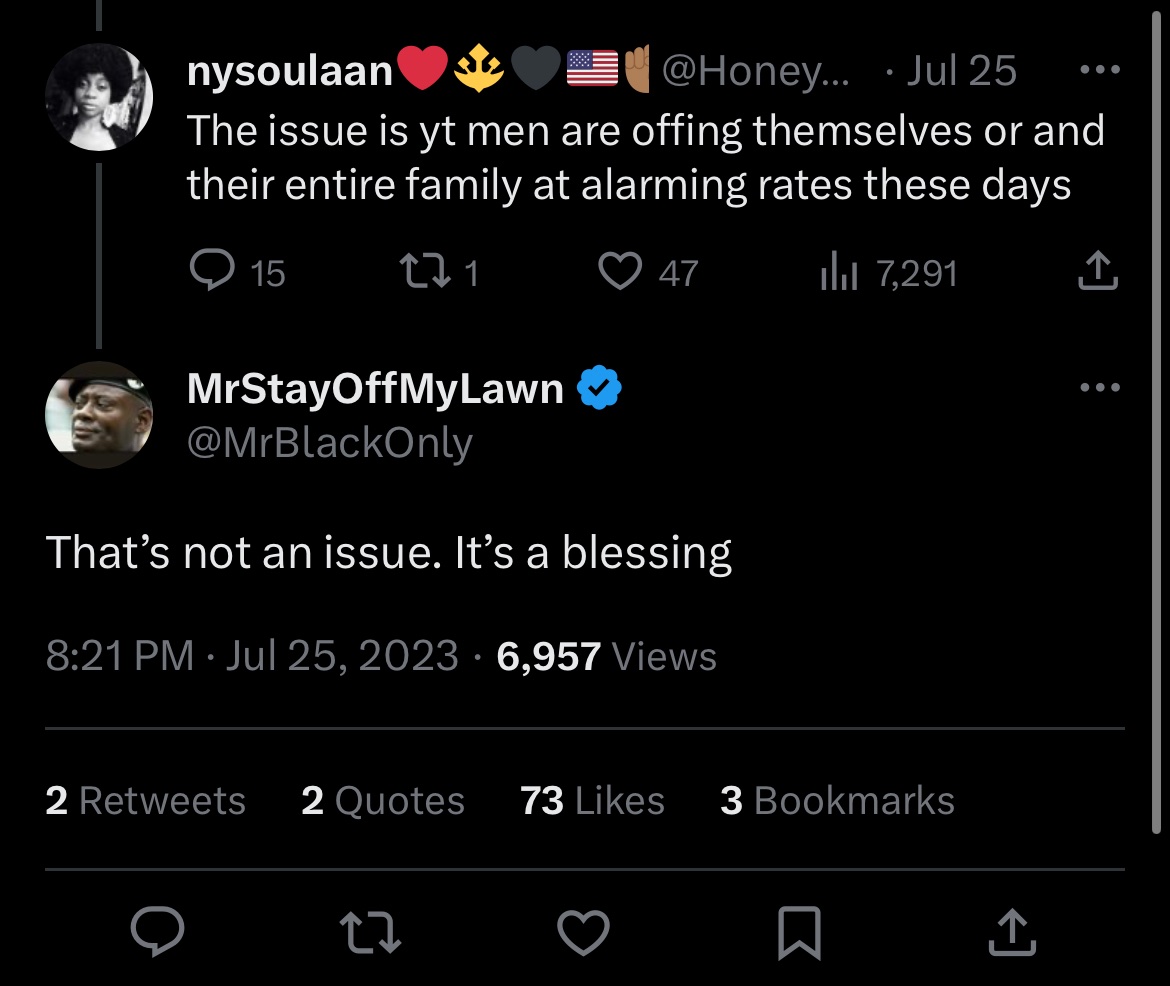 nysoulaan❤️🔱🖤🇺🇸 @Honey... · Jul 25
The issue is yt men are offing themselves or and
their entire family at alarming rates these days
15 1 47 7,291
MrStayOffMyLawn
@MrBlackOnly
That’s not an issue. It’s a blessing
8:21 PM · Jul 25, 2023 · 6,957 Views
2 Retweets 2 Quotes 73 Likes 3 Bookmarks